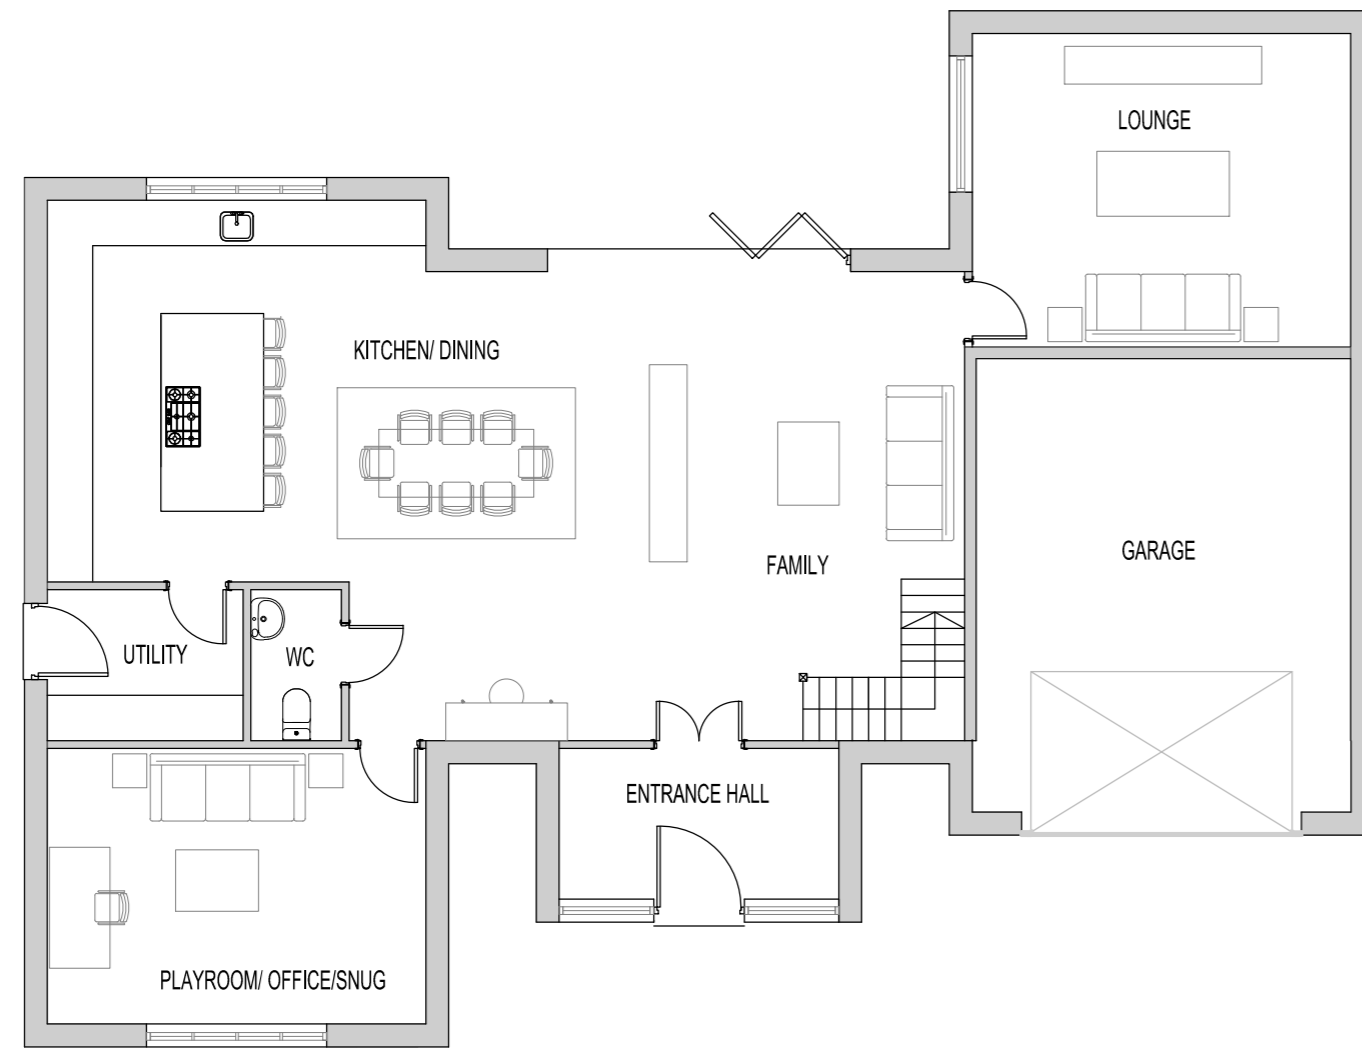 LOUNGE
KITCHEN/ DINING
GARAGE
FAMILY
UTILITY
WC
ENTRANCE HALL
PLAYROOM/ OFFICE/SNUG